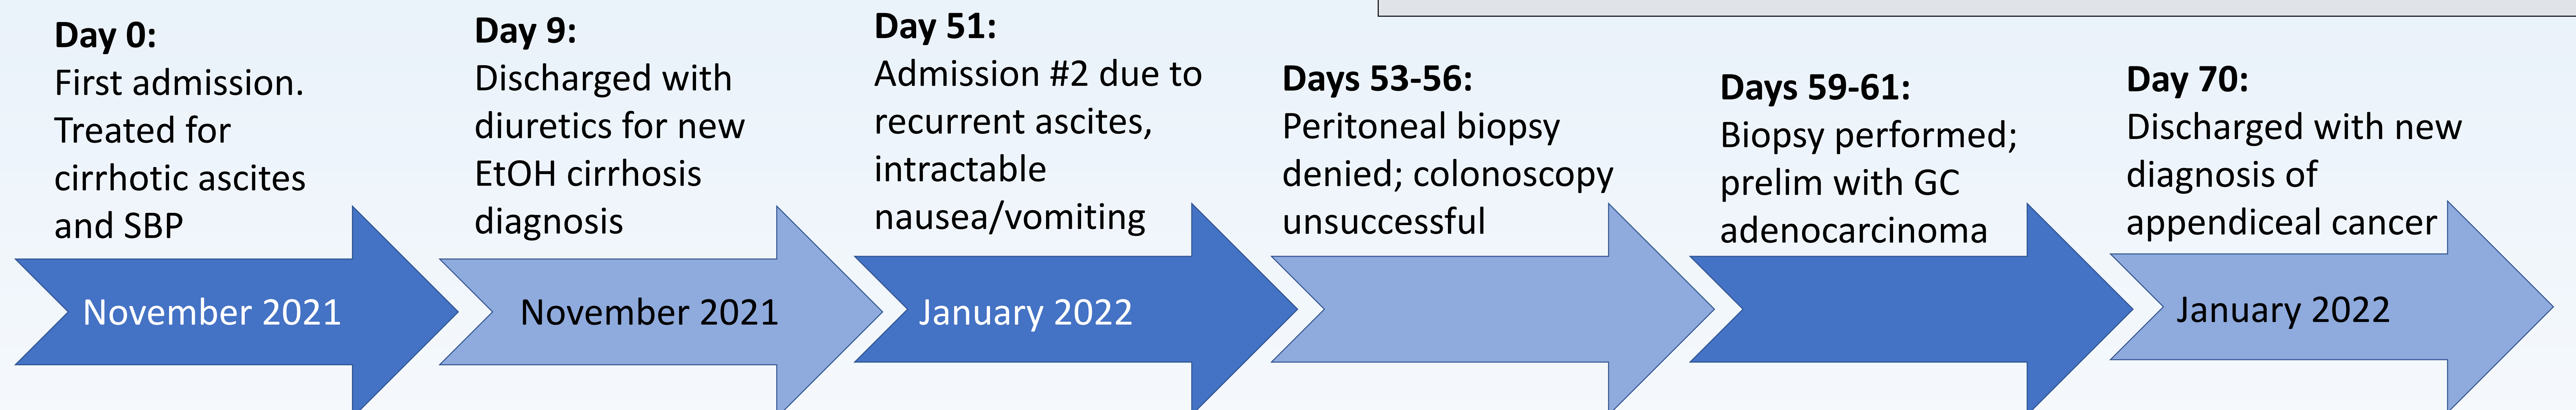 Day 0:
First admission.
Treated for
cirrhotic ascites
and SBP
November 2021
Day 9:
Discharged with
diuretics for new
EtOH cirrhosis
diagnosis
November 2021
Day 51:
Admission #2 due to
recurrent ascites,
intractable
nausea/vomiting
January 2022
Days 53-56:
Peritoneal biopsy
denied; colonoscopy
unsuccessful
Days 59-61:
Biopsy performed;
prelim with GC
adenocarcinoma
Day 70:
Discharged with new
diagnosis of
appendiceal cancer
January 2022